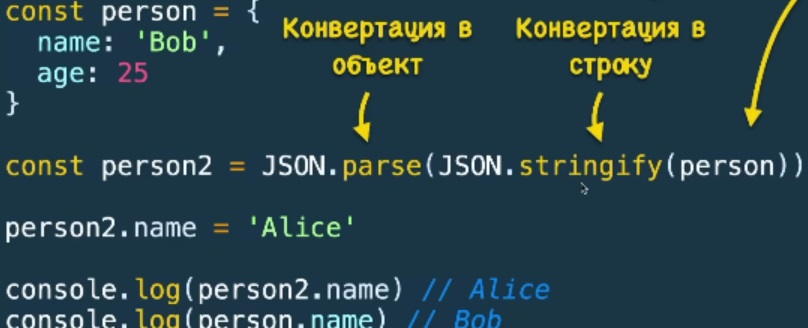 const person = {
Конвертация в Конвертация в
name: 'Bob',
объект строку
age: 25
}
const person2 = JSON.parse(JSON.stringify(person))
person2.name = 'Alice'
console.log(person2.name) // Alice
console.log(person.name) // Bob